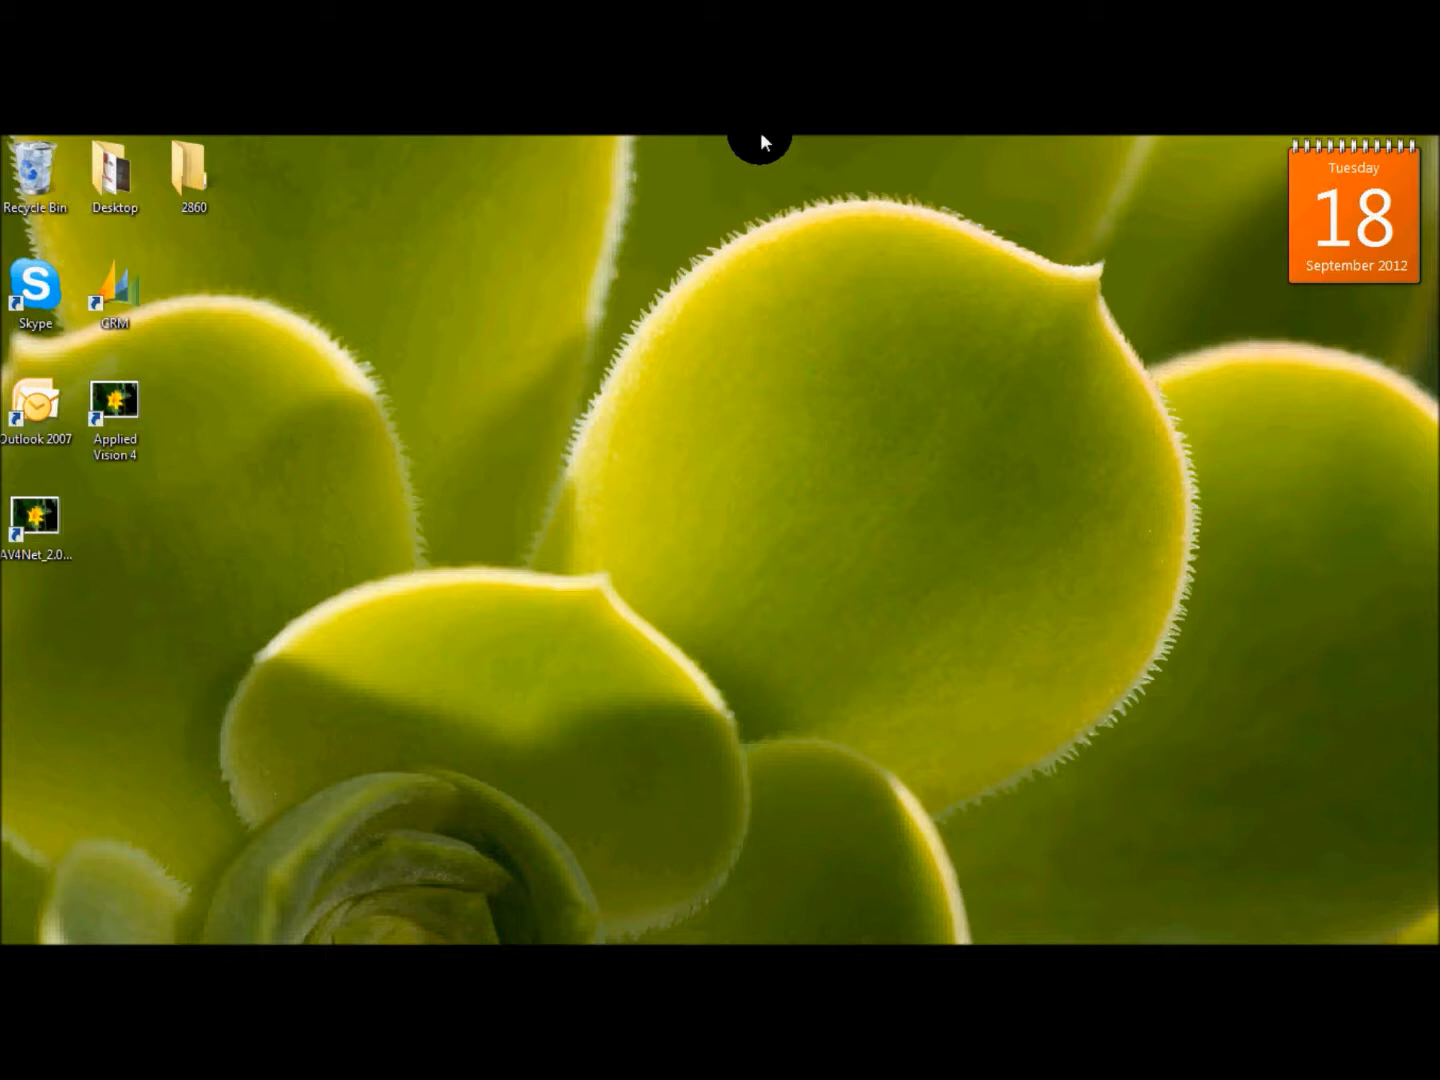 Recycle Bin
Desktop
2860
Skype
CRM
Outlook 2007
Applied
Vision 4
AV4Net_2.0...
Tuesday
18
September 2012